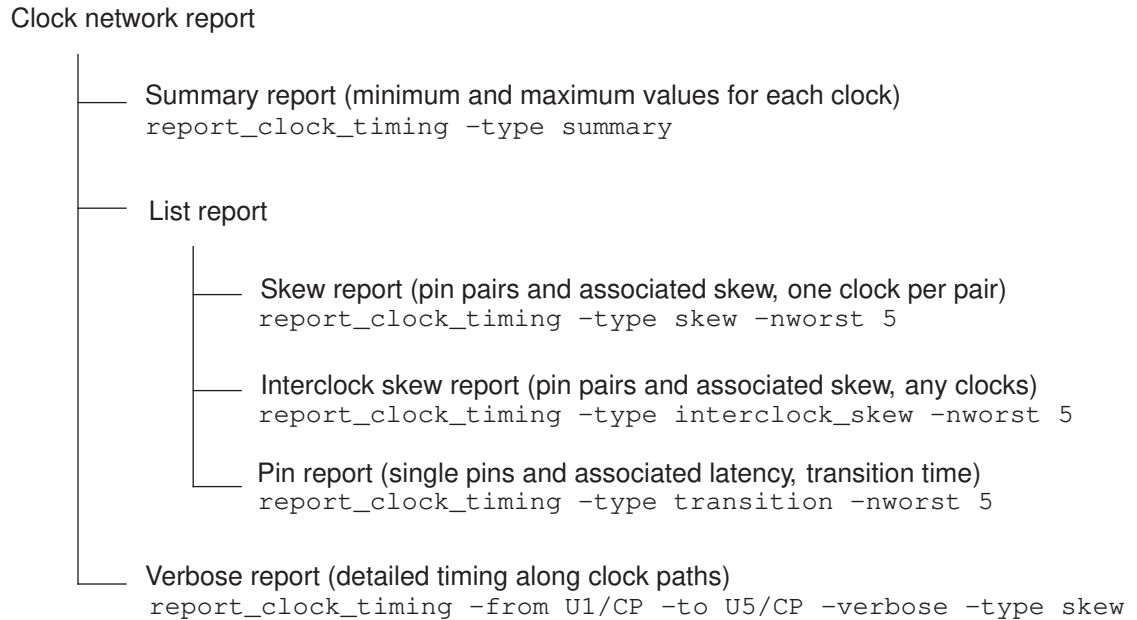 Clock network report
Summary report (minimum and maximum values for each clock)
report_clock_timing -type summary
List report
Skew report (pin pairs and associated skew, one clock per pair)
report_clock_timing -type skew -nworst 5
Interclock skew report (pin pairs and associated skew, any clocks)
report_clock_timing -type interclock_skew -nworst 5
Pin report (single pins and associated latency, transition time)
report_clock_timing -type transition -nworst 5
Verbose report (detailed timing along clock paths)
report_clock_timing -from U1/CP -to U5/CP -verbose -type skew